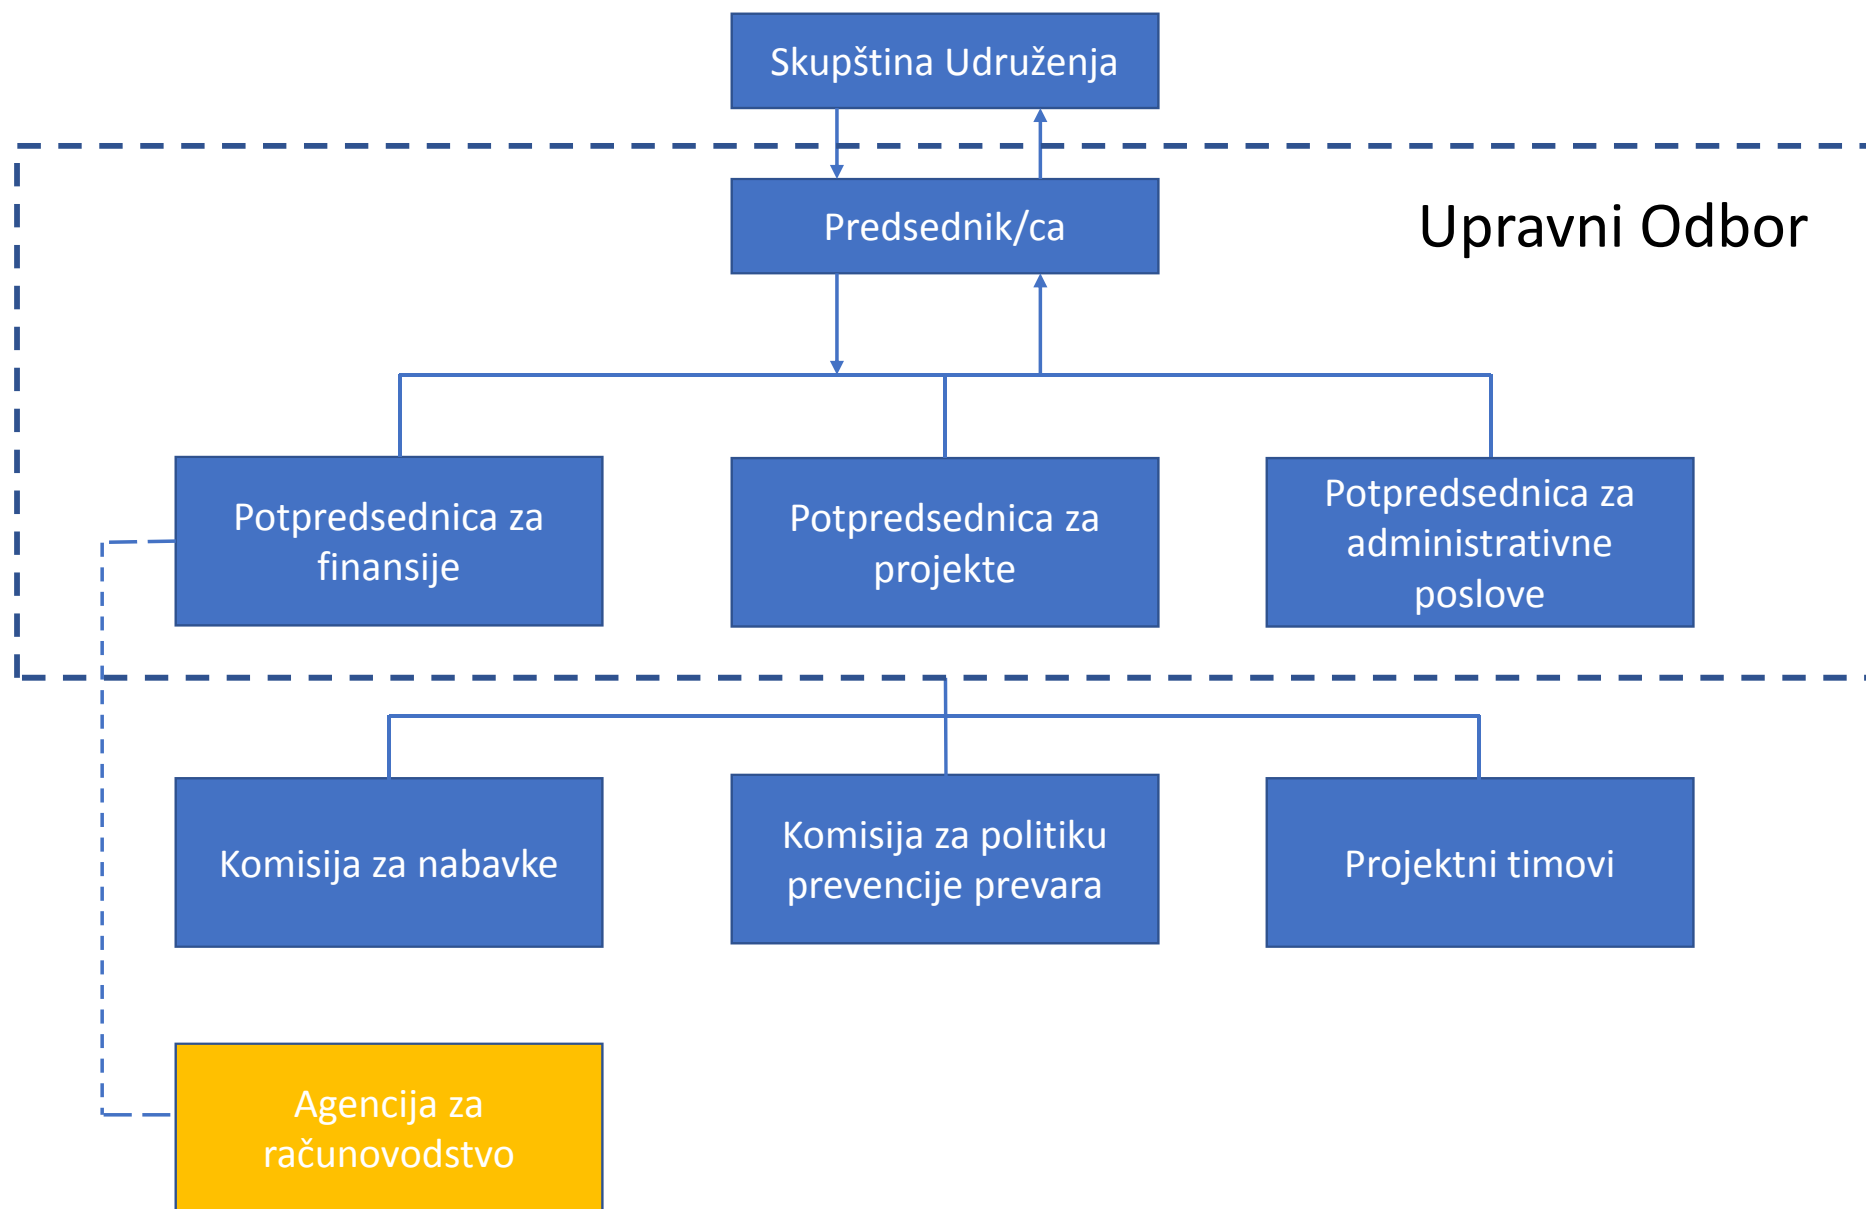 Skupština Udruženja
Predsednik/ca
Upravni Odbor
Potpredsednica za
finansije
Potpredsednica za
projekte
Potpredsednica za
administrativne
poslove
Komisija za nabavke
Komisija za politiku
prevencije prevara
Projektni timovi
Agencija za
računovodstvo